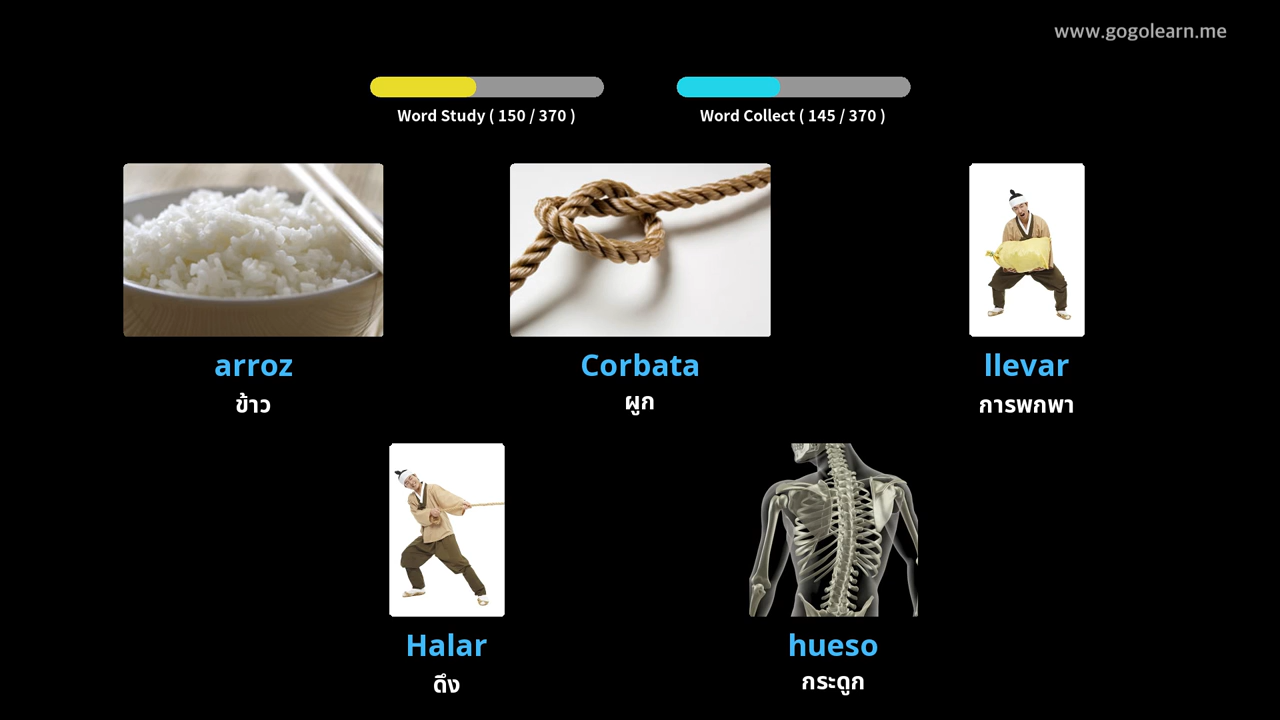 www.gogolearn.me
Word Study ( 150 / 370 )
Word Collect ( 145 / 370 )
arroz
Corbata
llevar
ข้าว
ผูก
การพกพา
Halar
hueso
ดึง
กระดูก